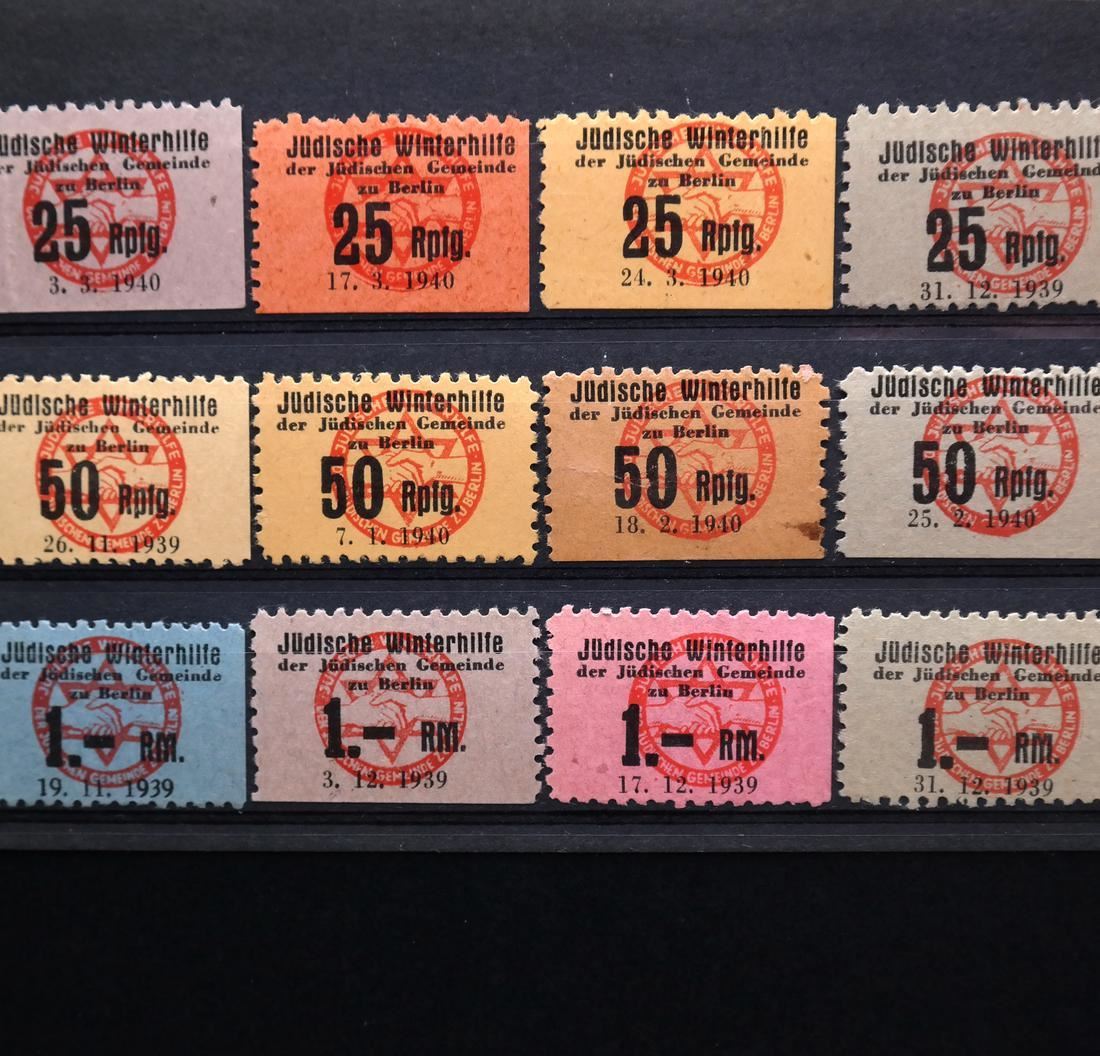 Jüdische Winterhilfe
der Jüdischen Gemeinde
zu Berlin
25 Rpfg.
3. 3. 1940
Jüdische Winterhilfe
der Jüdischen Gemeinde
zu Berlin
25 Rpfg.
17. 3. 1940
Jüdische Winterhilfe
der Jüdischen Gemeinde
zu Berlin
25 Rpfg.
24. 3. 1940
Jüdische Winterhilfe
der Jüdischen Gemeinde
zu Berlin
25 Rpfg.
31. 12. 1939
Jüdische Winterhilfe
der Jüdischen Gemeinde
zu Berlin
50 Rpfg.
26. 11. 1939
Jüdische Winterhilfe
der Jüdischen Gemeinde
zu Berlin
50 Rpfg.
7. 1. 1940
Jüdische Winterhilfe
der Jüdischen Gemeinde
zu Berlin
50 Rpfg.
18. 2. 1940
Jüdische Winterhilfe
der Jüdischen Gemeinde
zu Berlin
50 Rpfg.
25. 2. 1940
Jüdische Winterhilfe
der Jüdischen Gemeinde
zu Berlin
1.- RM.
19. 11. 1939
Jüdische Winterhilfe
der Jüdischen Gemeinde
zu Berlin
1.- RM.
3. 12. 1939
Jüdische Winterhilfe
der Jüdischen Gemeinde
zu Berlin
1.- RM.
17. 12. 1939
Jüdische Winterhilfe
der Jüdischen Gemeinde
zu Berlin
1.- RM.
31. 12. 1939